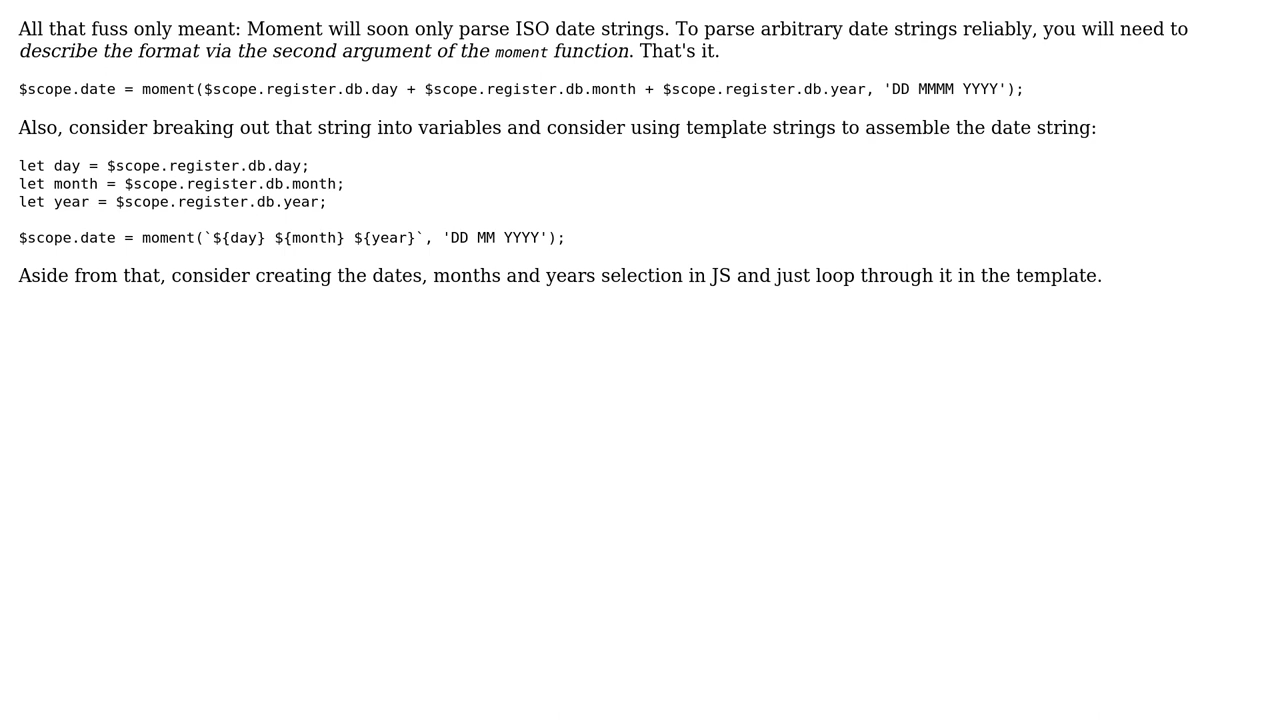 All that fuss only meant: Moment will soon only parse ISO date strings. To parse arbitrary date strings reliably, you will need to
describe the format via the second argument of the moment function. That's it.
$scope.date = moment($scope.register.db.day + $scope.register.db.month + $scope.register.db.year, 'DD MMMM YYYY');
Also, consider breaking out that string into variables and consider using template strings to assemble the date string:
let day = $scope.register.db.day;
let month = $scope.register.db.month;
let year = $scope.register.db.year;
$scope.date = moment(`${day} ${month} ${year}`, 'DD MM YYYY');
Aside from that, consider creating the dates, months and years selection in JS and just loop through it in the template.